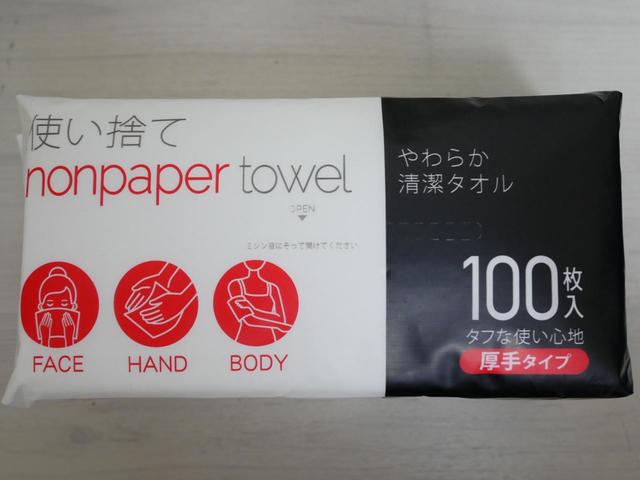 使い捨て
nonpaper towel
OPEN
ミシン目にそって開けてください
FACE
HAND
BODY
やわらか
清潔タオル
100枚入
タフな使い心地
厚手タイプ